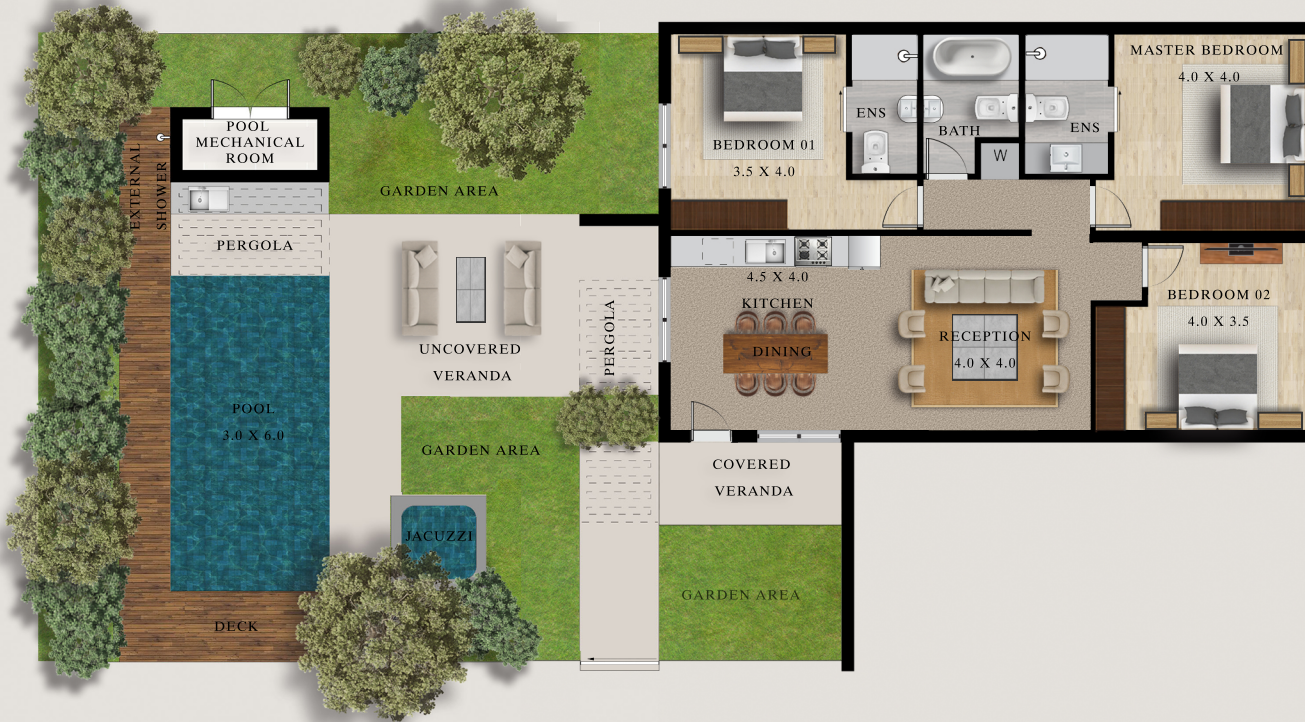 POOL
MECHANICAL
ROOM
EXTERNAL
SHOWER
PERGOLA
GARDEN AREA
POOL
3.0 X 6.0
DECK
UNCOVERED
VERANDA
PERGOLA
GARDEN AREA
JACUZZI
BEDROOM 01
3.5 X 4.0
ENS
BATH
W
ENS
MASTER BEDROOM
4.0 X 4.0
4.5 X 4.0
KITCHEN
DINING
RECEPTION
4.0 X 4.0
BEDROOM 02
4.0 X 3.5
COVERED
VERANDA
GARDEN AREA